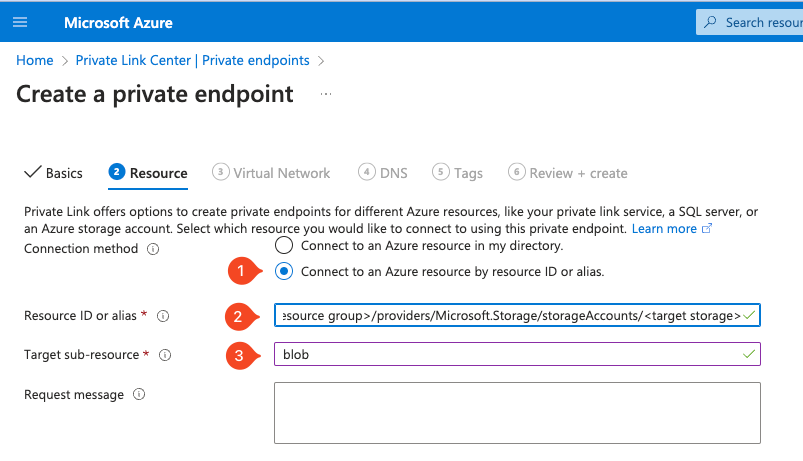 Microsoft Azure
Search resour
Home > Private Link Center | Private endpoints >
Create a private endpoint ...
Basics 2 Resource 3 Virtual Network 4 DNS 5 Tags 6 Review + create
Private Link offers options to create private endpoints for different Azure resources, like your private link service, a SQL server, or
an Azure storage account. Select which resource you would like to connect to using this private endpoint. Learn more
Connection method
Connect to an Azure resource in my directory.
1 Connect to an Azure resource by resource ID or alias.
Resource ID or alias * 2 esource group>/providers/Microsoft.Storage/storageAccounts/<target storage>
Target sub-resource * 3 blob
Request message